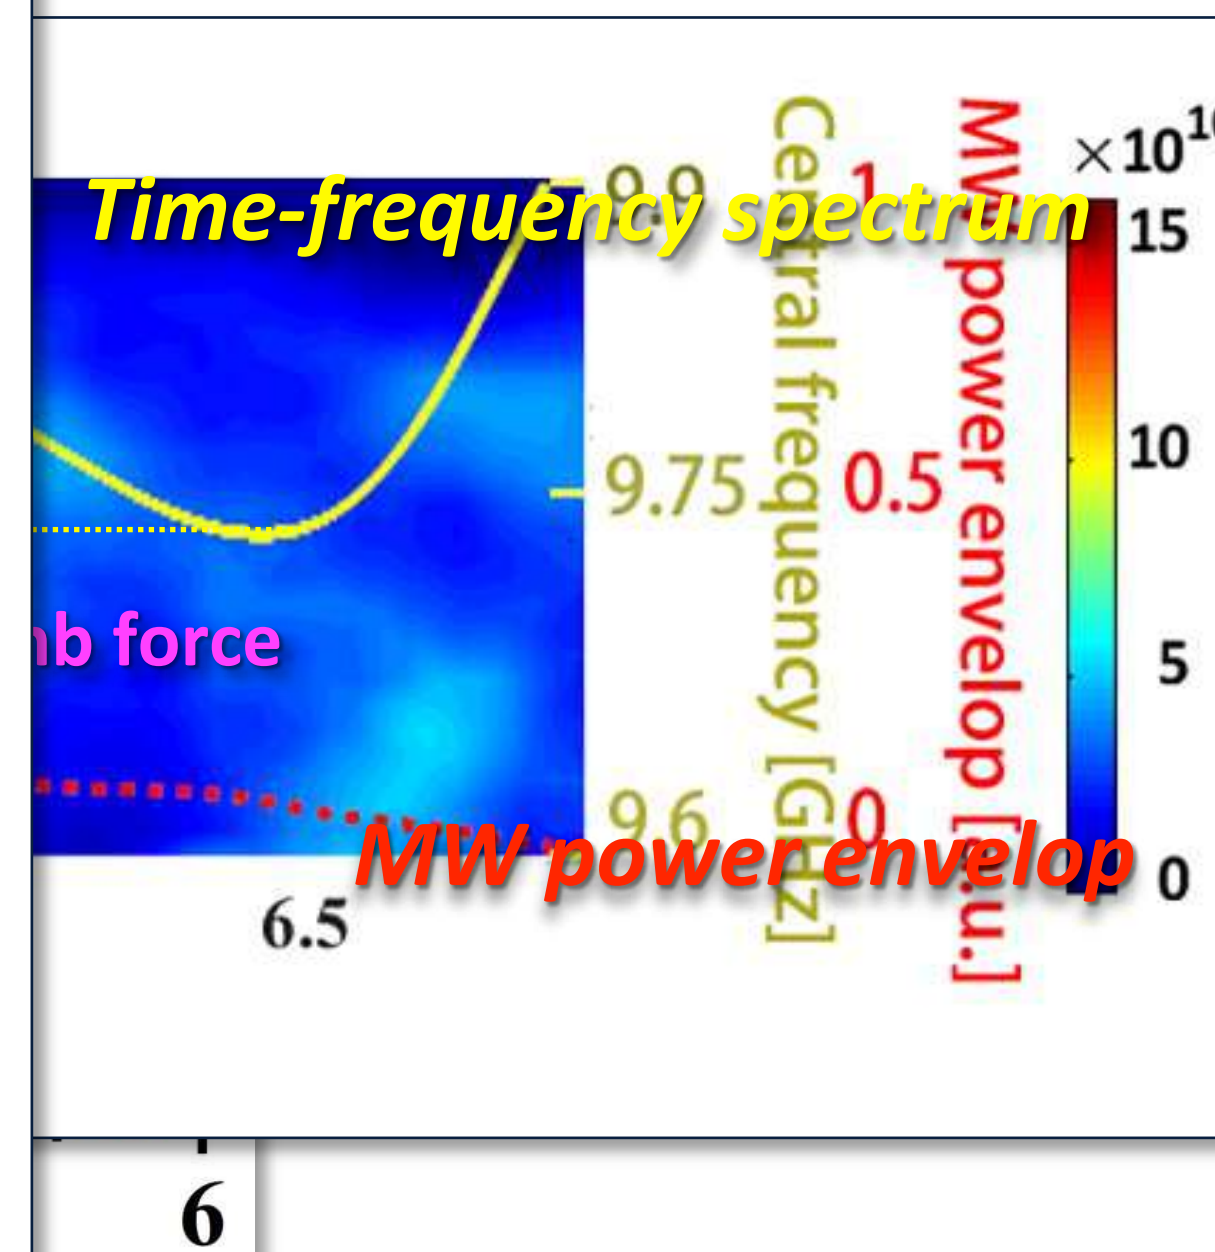 Time-frequency spectrum
9.9
9.75
9.6
Central frequency [GHz]
1
0.5
0
MW power envelop [a.u.]
×10
15
10
5
0
force
MW power envelop
6.5
6